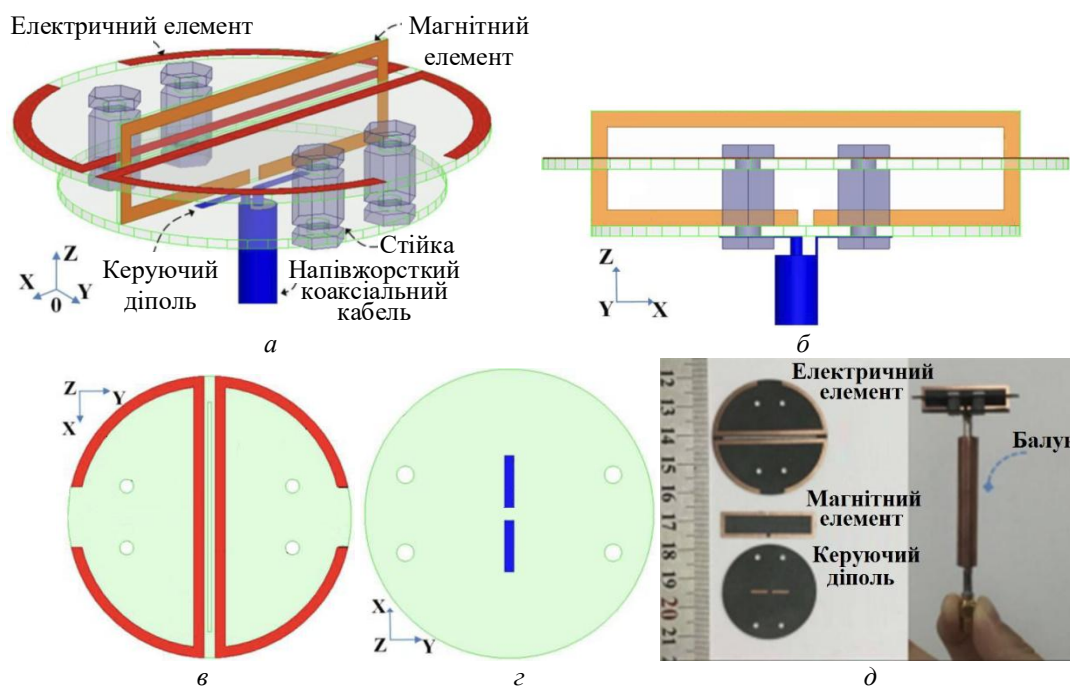 Електричний елемент
Магнітний
елемент
Z
X
Y
0
Керуючий
діполь
Стійка
Напівжорсткий
коаксіальний
кабель
а
Z
Y
X
б
Z
Y
X
в
X
Z
Y
г
12
13
14
15
16
17
18
19
20
21
Електричний
елемент
Магнітний
елемент
Керуючий
діполь
Балун
д